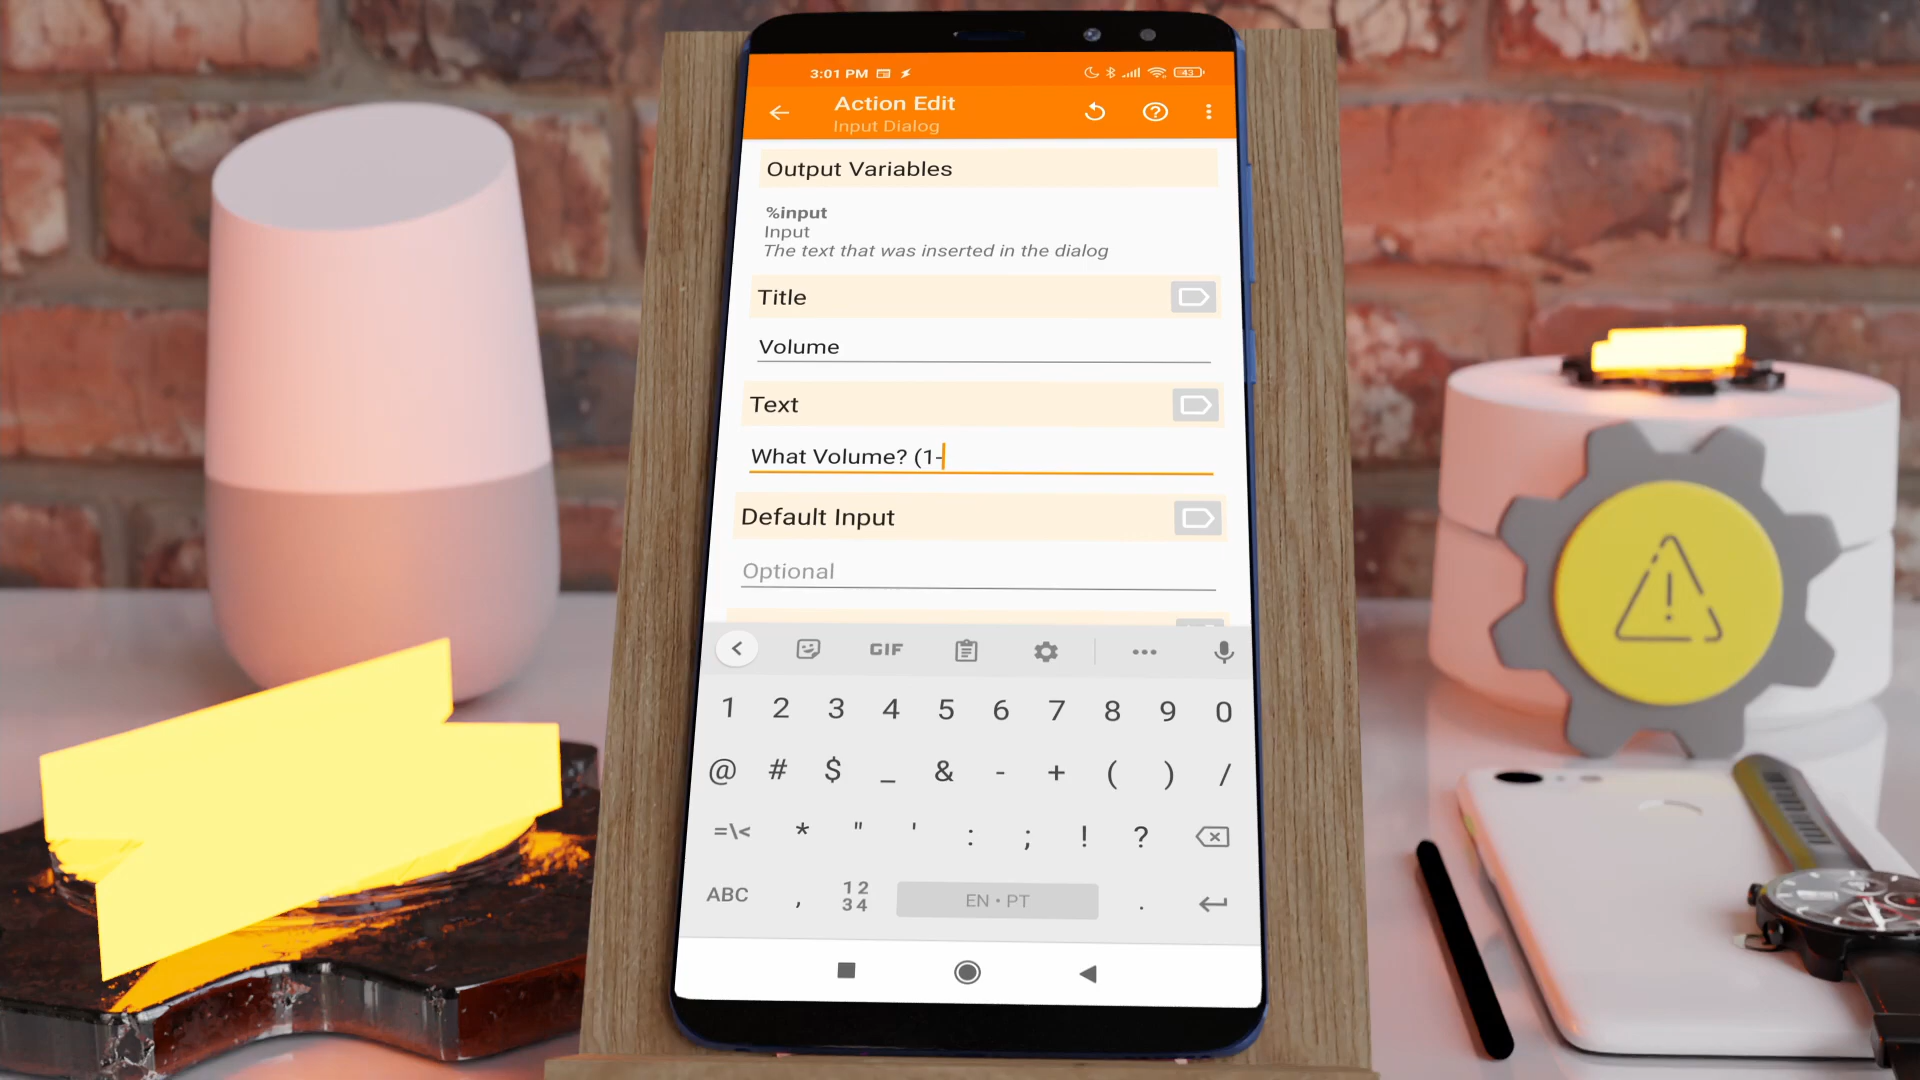 3:01 PM
43
Action Edit
Input Dialog
Output Variables
%input
Input
The text that was inserted in the dialog
Title
Volume
Text
What Volume? (1-
Default Input
Optional
GIF
1 2 3 4 5 6 7 8 9 0
@ # $ _ & - + ( ) /
=\< * " ' : ; ! ?
ABC , 12 34 EN • PT .